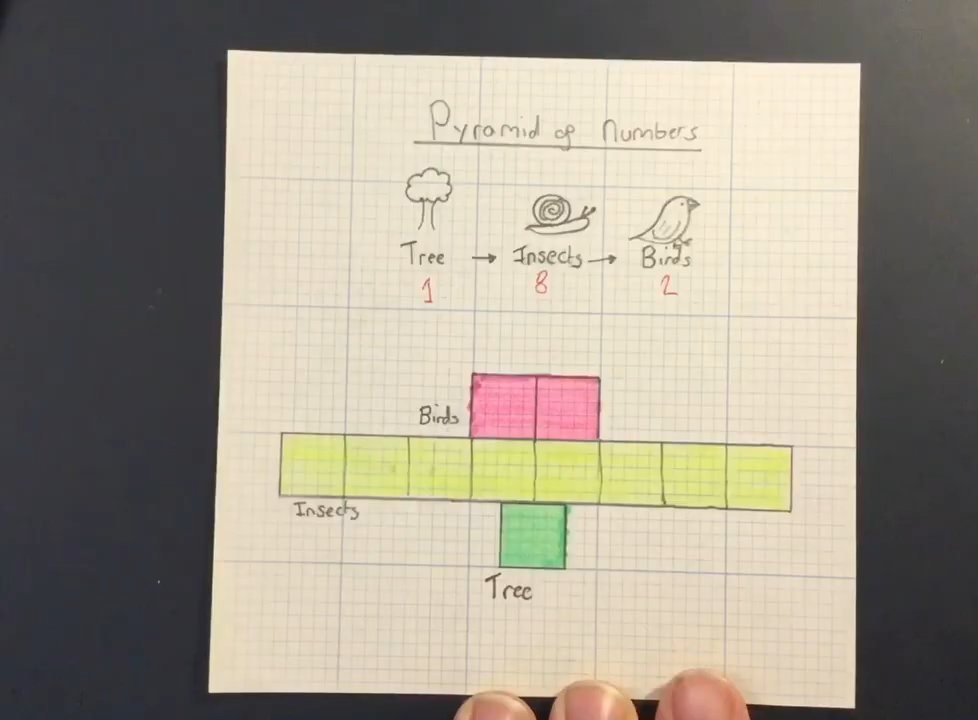 Pyramid of Numbers
Tree → Insects → Birds
1 8 2
Birds
Insects
Tree